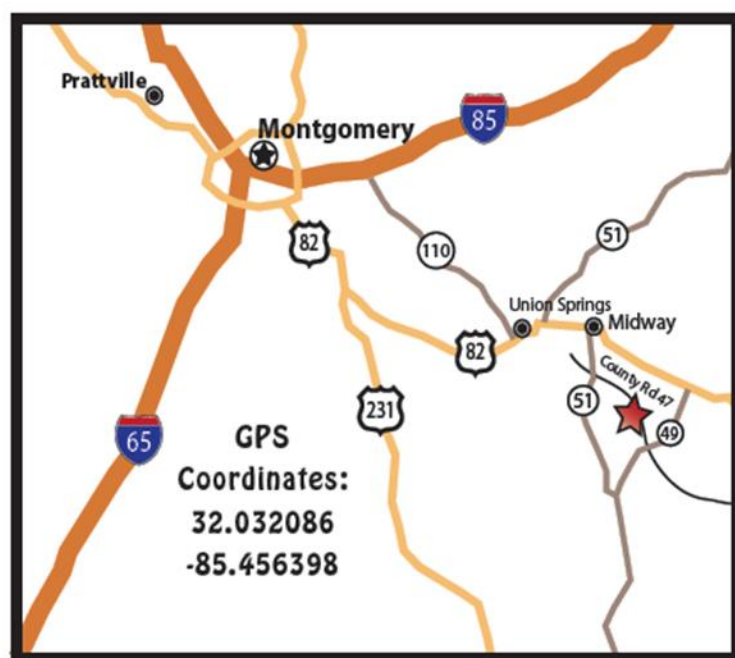 Prattville
85
Montgomery
82
110
51
Union Springs
Midway
82
County Rd 47
51
231
49
65
GPS
Coordinates:
32.032086
-85.456398